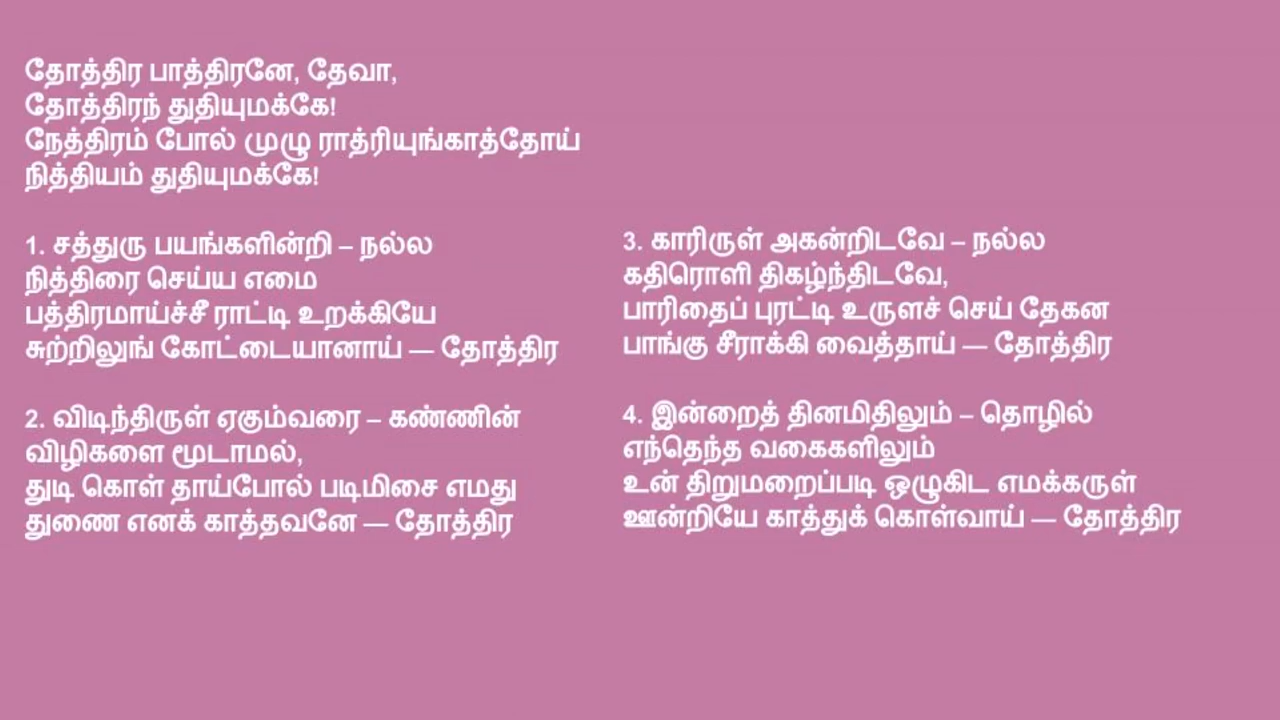 தோத்திர பாத்திரனே, தேவா,
தோத்திரந் துதியுமக்கே!
நேத்திரம் போல் முழு ராத்ரியுங்காத்தோய்
நித்தியம் துதியுமக்கே!
1. சத்துரு பயங்களின்றி – நல்ல
நித்திரை செய்ய எமை
பத்திரமாய்ச்சீ ராட்டி உறக்கியே
சுற்றிலுங் கோட்டையானாய் — தோத்திர
2. விடிந்திருள் ஏகும்வரை – கண்ணின்
விழிகளை மூடாமல்,
துடி கொள் தாய்போல் படிமிசை எமது
துணை எனக் காத்தவனே — தோத்திர
3. காரிருள் அகன்றிடவே – நல்ல
கதிரொளி திகழ்ந்திடவே,
பாரிதைப் புரட்டி உருளச் செய் தேகன
பாங்கு சீராக்கி வைத்தாய் — தோத்திர
4. இன்றைத் தினமிதிலும் – தொழில்
எந்தெந்த வகைகளிலும்
உன் திறுமறைப்படி ஒழுகிட எமக்கருள்
ஊன்றியே காத்துக் கொள்வாய் — தோத்திர